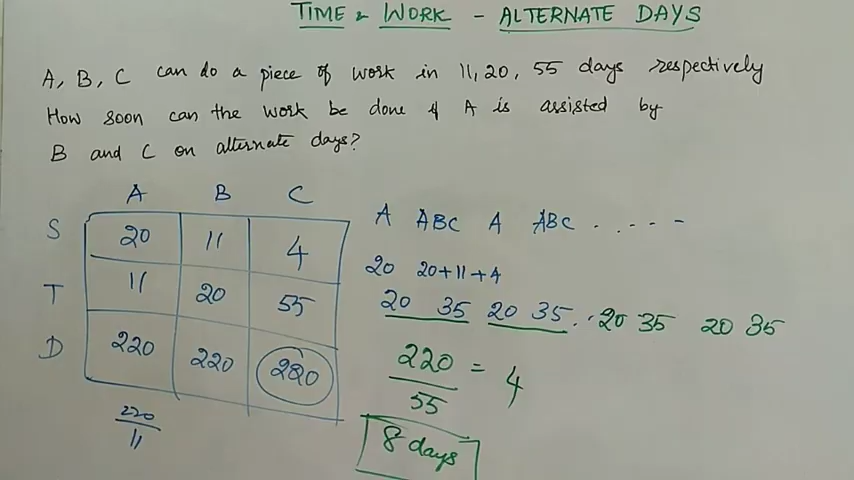 TIME & WORK - ALTERNATE DAYS
A, B, C can do a piece of work in 11, 20, 55 days respectively
How soon can the work be done if A is assisted by
B and C on alternate days?
A B C
S 20 11 4
T 11 20 55
D 220 220 220
220
11
A ABC A ABC ......
20 20+11+4
20 35 20 35 .. 20 35 20 35
220 = 4
55
8 days